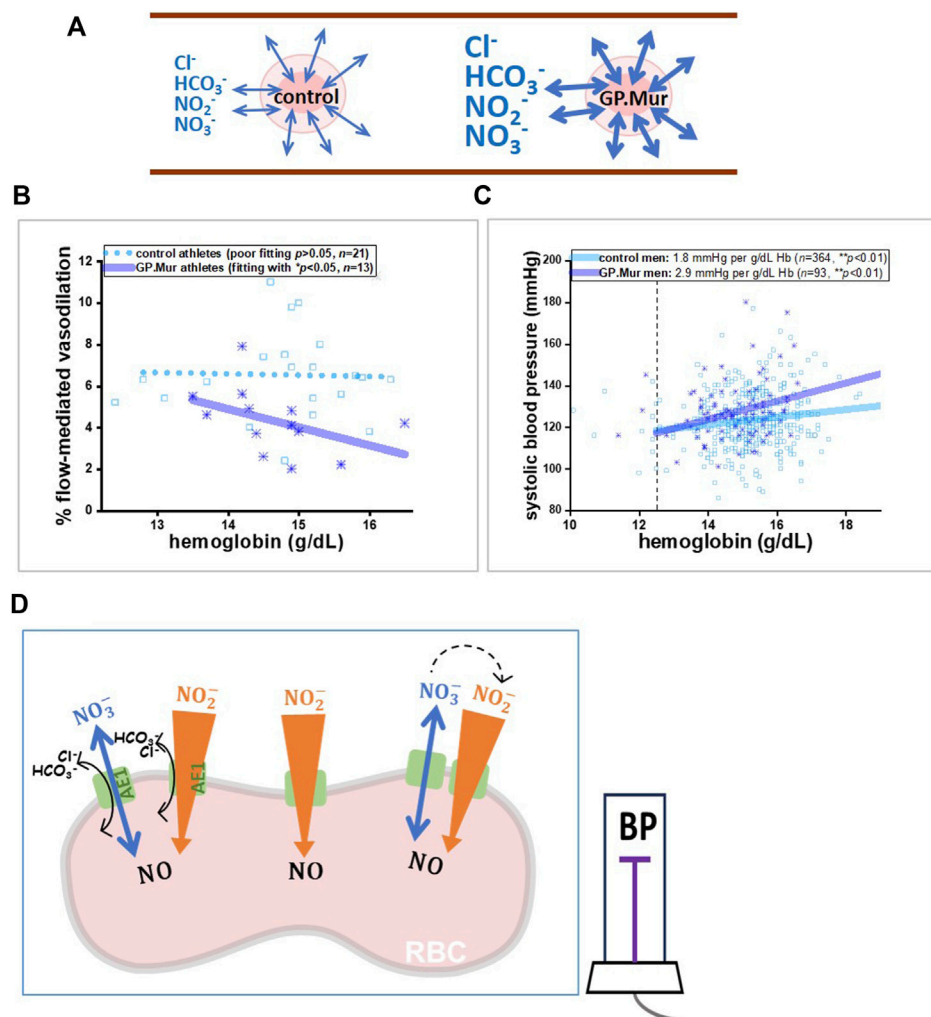 A
Cl⁻
HCO₃⁻
NO₂⁻
NO₃⁻
control
Cl⁻
HCO₃⁻
NO₂⁻
NO₃⁻
GP.Mur
B
control athletes (poor fitting p>0.05, n=21)
GP.Mur athletes (fitting with *p<0.05, n=13)
% flow-mediated vasodilation
12
10
8
6
4
2
0
13 14 15 16
hemoglobin (g/dL)
C
control men: 1.8 mmHg per g/dL Hb (n=364, **p<0.01)
GP.Mur men: 2.9 mmHg per g/dL Hb (n=93, **p<0.01)
systolic blood pressure (mmHg)
200
180
160
140
120
100
80
10 12 14 16 18
hemoglobin (g/dL)
D
NO₃⁻
Cl⁻/
HCO₃⁻
AE1
NO
NO₂⁻
HCO₃⁻/
Cl⁻
AE1
NO₂⁻
NO
NO₃⁻
NO₂⁻
NO
RBC
BP